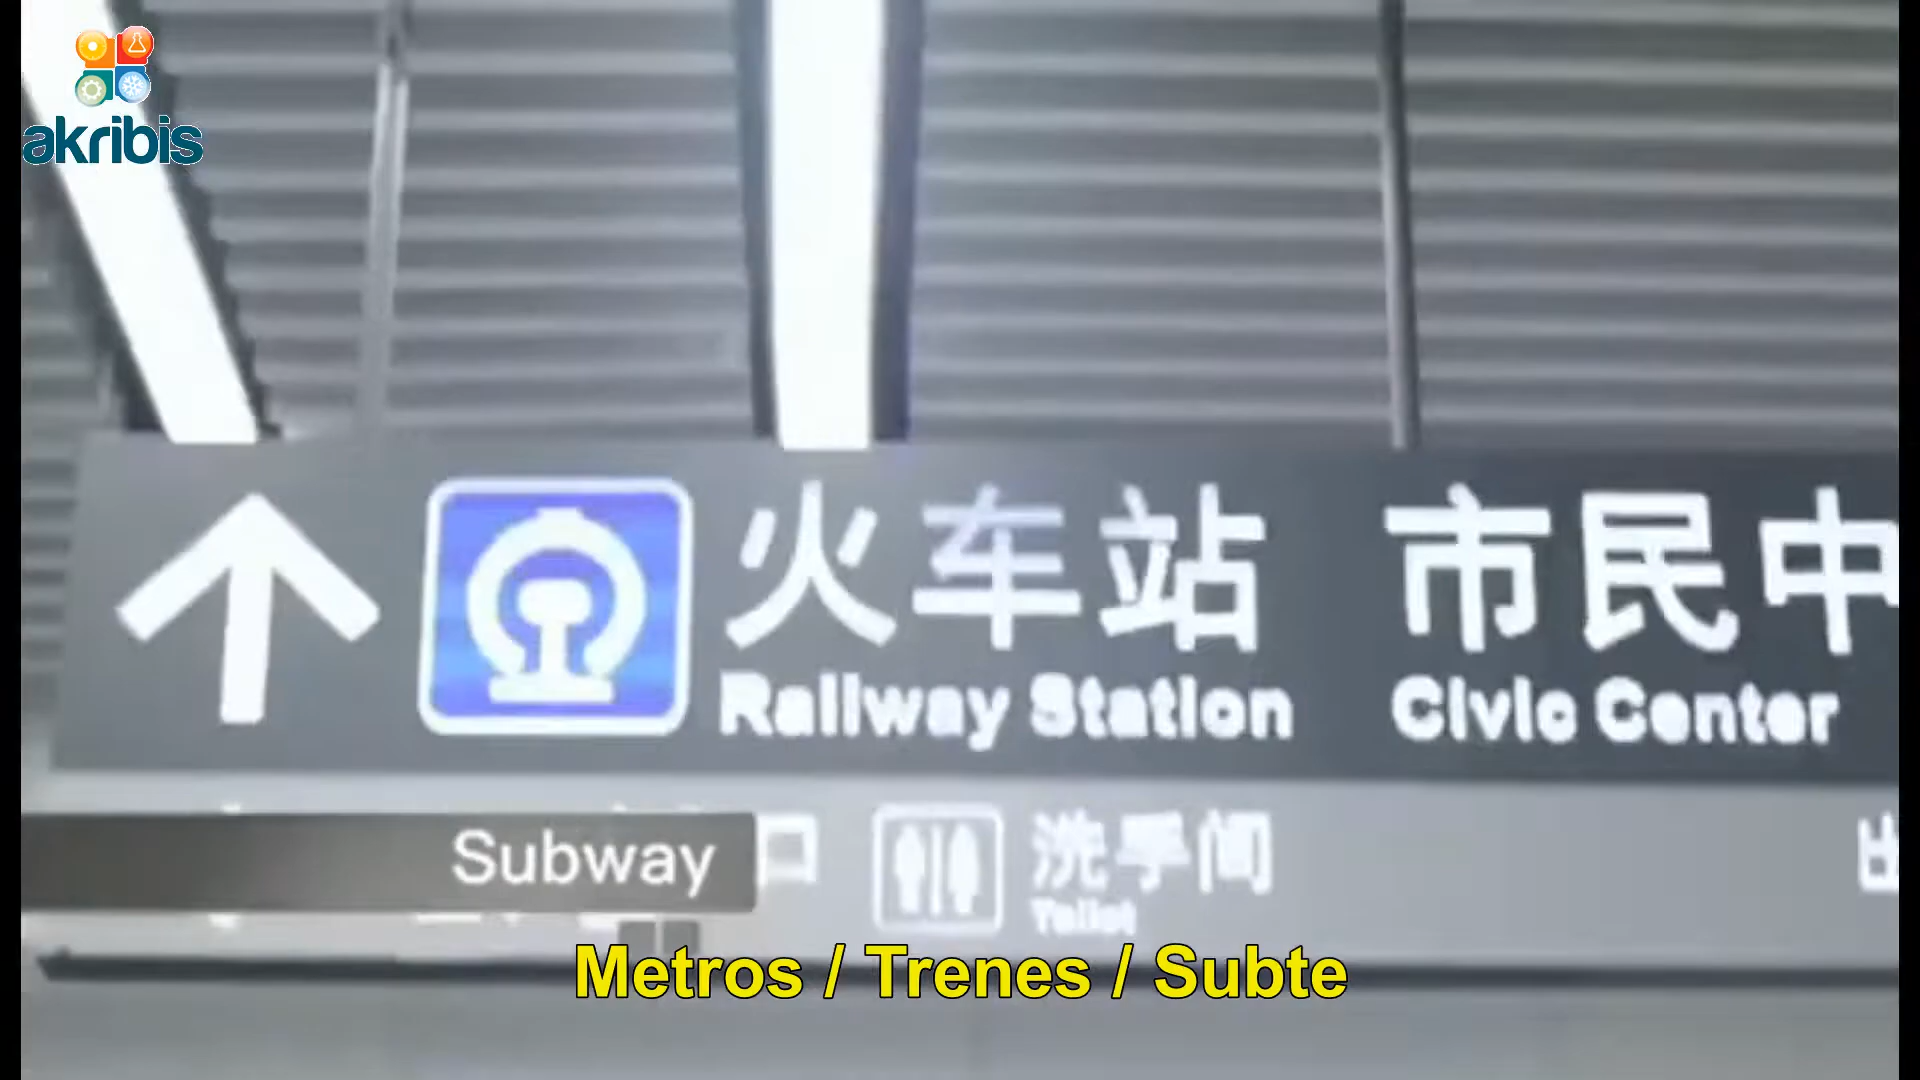 akribis
火车站 市民中
Railway Station Civic Center
Subway 口 洗手间 出
Toilet
Metros / Trenes / Subte